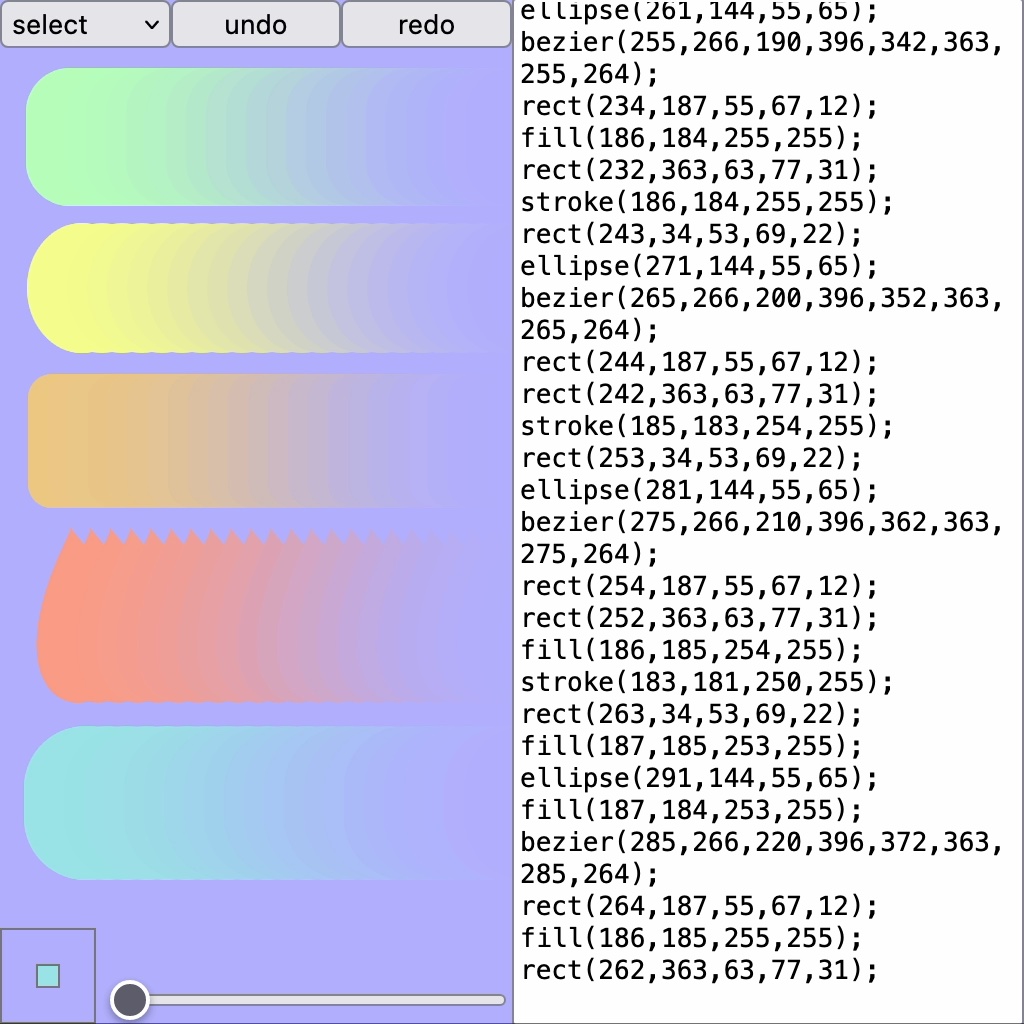 select
undo
redo
ellipse(261,144,55,65);
bezier(255,266,190,396,342,363,
255,264);
rect(234,187,55,67,12);
fill(186,184,255,255);
rect(232,363,63,77,31);
stroke(186,184,255,255);
rect(243,34,53,69,22);
ellipse(271,144,55,65);
bezier(265,266,200,396,352,363,
265,264);
rect(244,187,55,67,12);
rect(242,363,63,77,31);
stroke(185,183,254,255);
rect(253,34,53,69,22);
ellipse(281,144,55,65);
bezier(275,266,210,396,362,363,
275,264);
rect(254,187,55,67,12);
rect(252,363,63,77,31);
fill(186,185,254,255);
stroke(183,181,250,255);
rect(263,34,53,69,22);
fill(187,185,253,255);
ellipse(291,144,55,65);
fill(187,184,253,255);
bezier(285,266,220,396,372,363,
285,264);
rect(264,187,55,67,12);
fill(186,185,255,255);
rect(262,363,63,77,31);